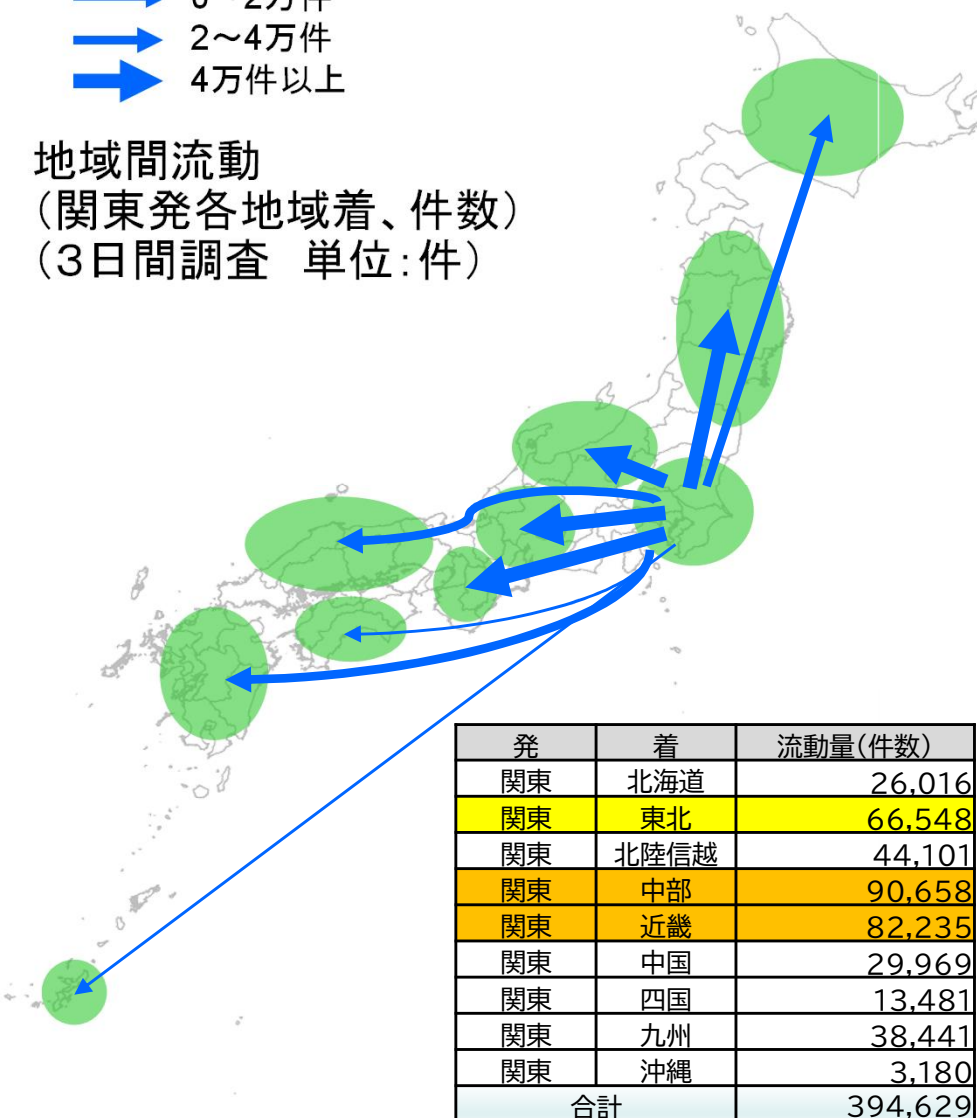 0～2万件
2～4万件
4万件以上
地域間流動
（関東発各地域着、件数）
（3日間調査　単位：件）
発 着 流動量（件数）
関東 北海道 26,016
関東 東北 66,548
関東 北陸信越 44,101
関東 中部 90,658
関東 近畿 82,235
関東 中国 29,969
関東 四国 13,481
関東 九州 38,441
関東 沖縄 3,180
合計 394,629